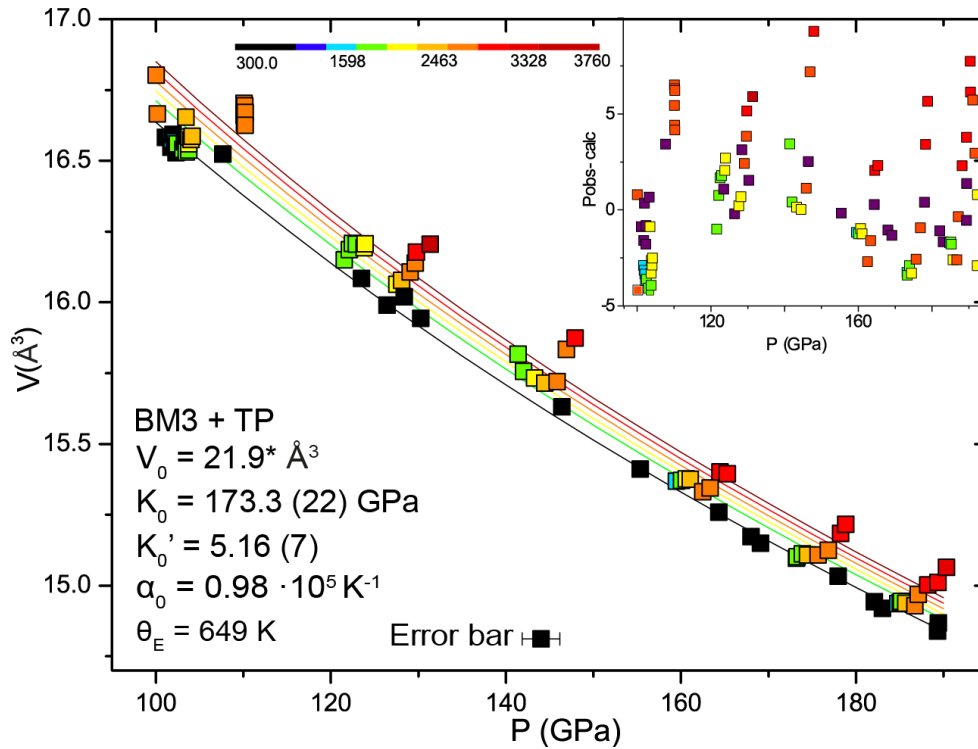 17.0
16.5
16.0
15.5
15.0
V(Å³)
300.0 1598 2463 3328 3760
5
0
-5
Pobs- calc
120 160
P (GPa)
BM3 + TP
V₀ = 21.9* Å³
K₀ = 173.3 (22) GPa
K₀’ = 5.16 (7)
α₀ = 0.98 ·10⁵ K⁻¹
θ_E = 649 K
Error bar
100 120 140 160 180
P (GPa)